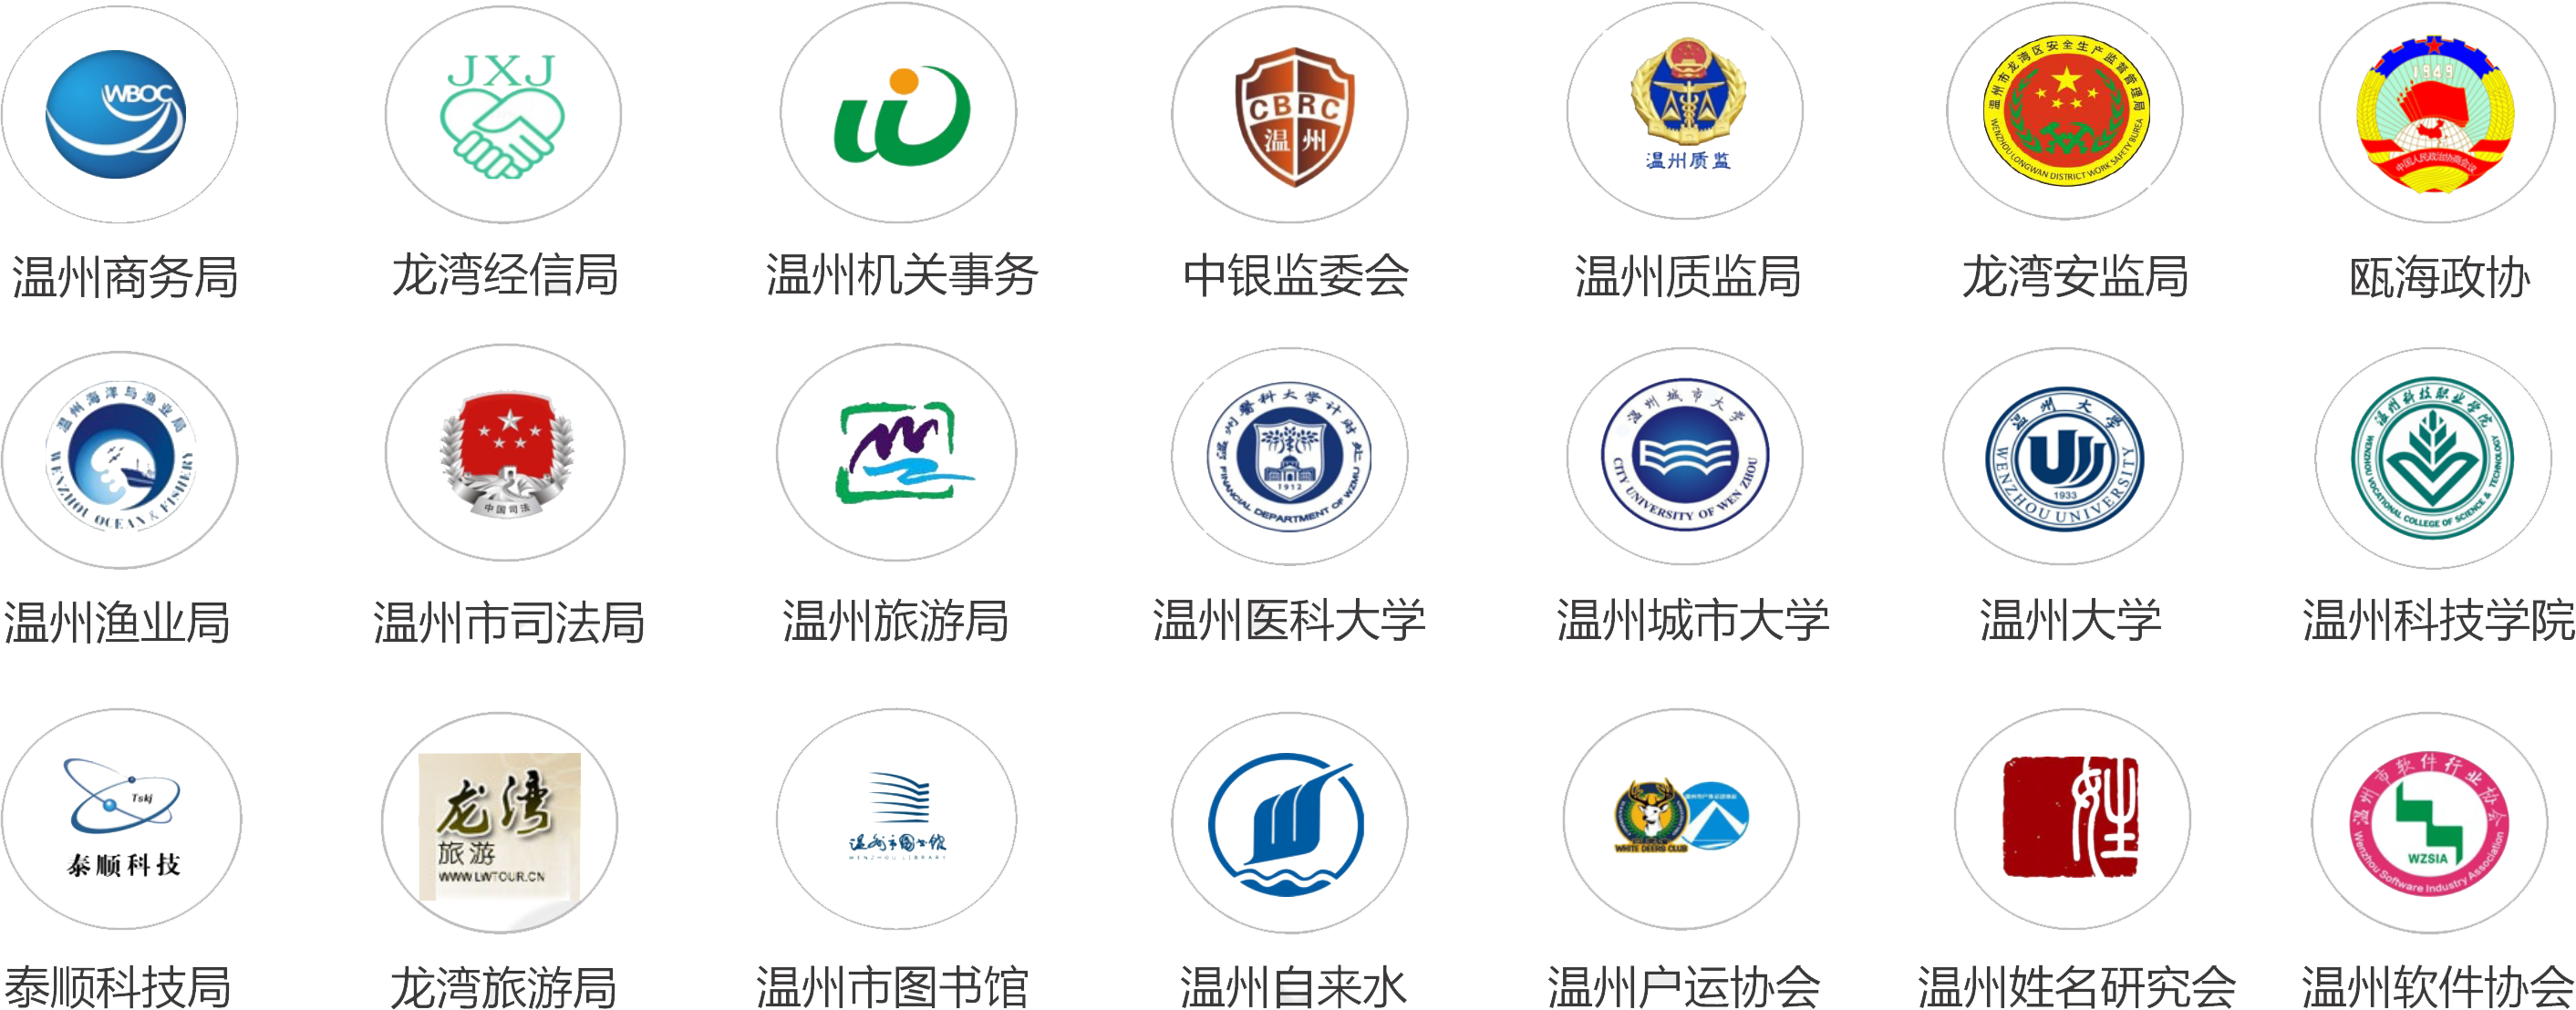 WBOC
JXJ
CBRC
温州
温州质监
温州市龙湾区安全生产监督管理局
WENZHOU LONGWAN DISTRICT WORK SAFETY BUREA
1949
中国人民政治协商会议
温州商务局
龙湾经信局
温州机关事务
中银监委会
温州质监局
龙湾安监局
瓯海政协
温州海洋与渔业局
WENZHOU OCEAN & FISHERY
中国司法
温州醫科大学计财处
1912
FINANCIAL DEPARTMENT OF WZMU
温州城市大学
CITY UNIVERSITY OF WEN ZHOU
温州大学
1933
WENZHOU UNIVERSITY
温州科技职业学院
WENZHOU VOCATIONAL COLLEGE OF SCIENCE & TECHNOLOGY
温州渔业局
温州市司法局
温州旅游局
温州医科大学
温州城市大学
温州大学
温州科技学院
Tskj
泰顺科技
龙湾
旅游
WWW.LWTOUR.CN
温州市图书馆
WENZHOU LIBRARY
WHITE DEERS CLUB
姓
温州市软件行业协会
WZSIA
Wenzhou Software Industry Association
泰顺科技局
龙湾旅游局
温州市图书馆
温州自来水
温州户运协会
温州姓名研究会
温州软件协会